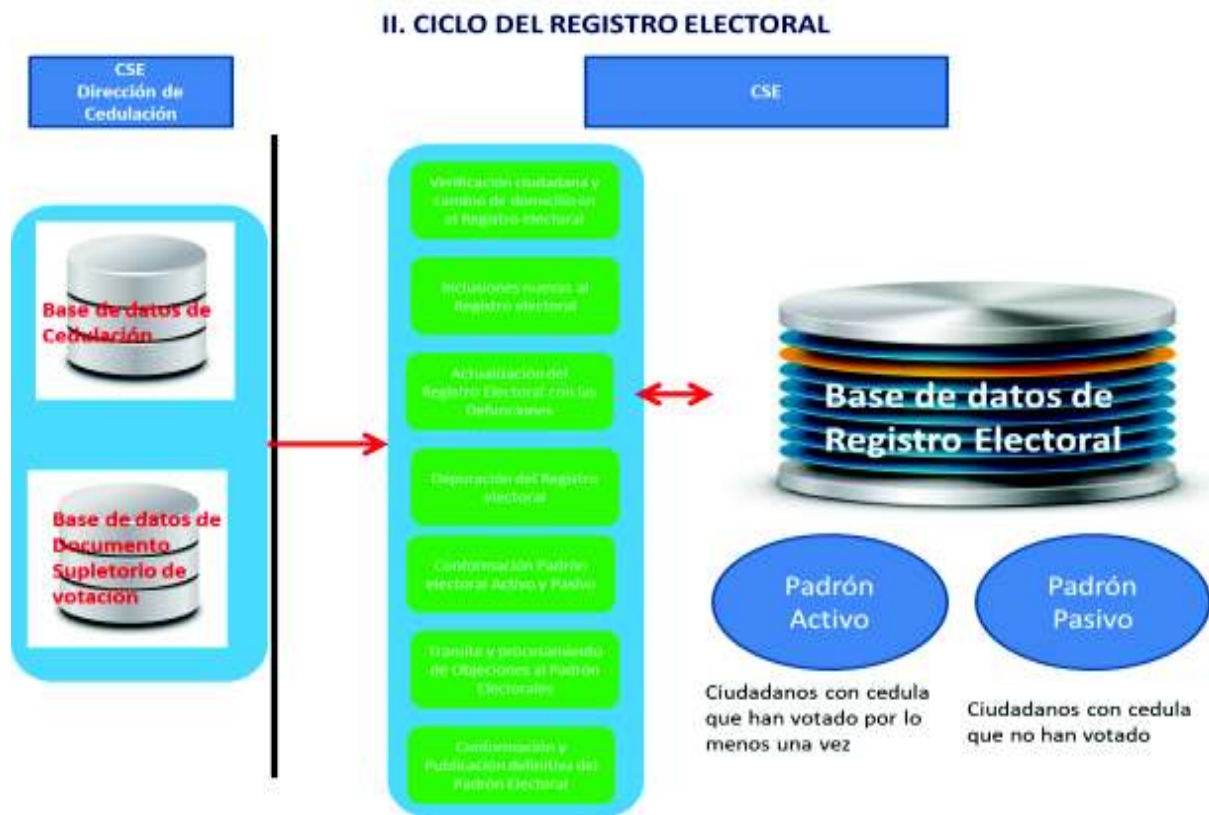 II. CICLO DEL REGISTRO ELECTORAL
CSE
Dirección de
Cedulación
CSE
Base de datos de
Cedulación
Base de datos de
Documento
Supletorio de
votación
Verificación ciudadana y
cambio de domicilio en
el Registro electoral
Inclusiones nuevas al
Registro electoral
Actualización del
Registro Electoral con las
Defunciones
Depuración del Registro
electoral
Conformación Padrón
electoral Activo y Pasivo
Tramite y procesamiento
de Objeciones al Padrón
Electorales
Conformación y
Publicación definitiva del
Padrón Electoral
Base de datos de
Registro Electoral
Padrón
Activo
Padrón
Pasivo
Ciudadanos con cedula
que han votado por lo
menos una vez
Ciudadanos con cedula
que no han votado